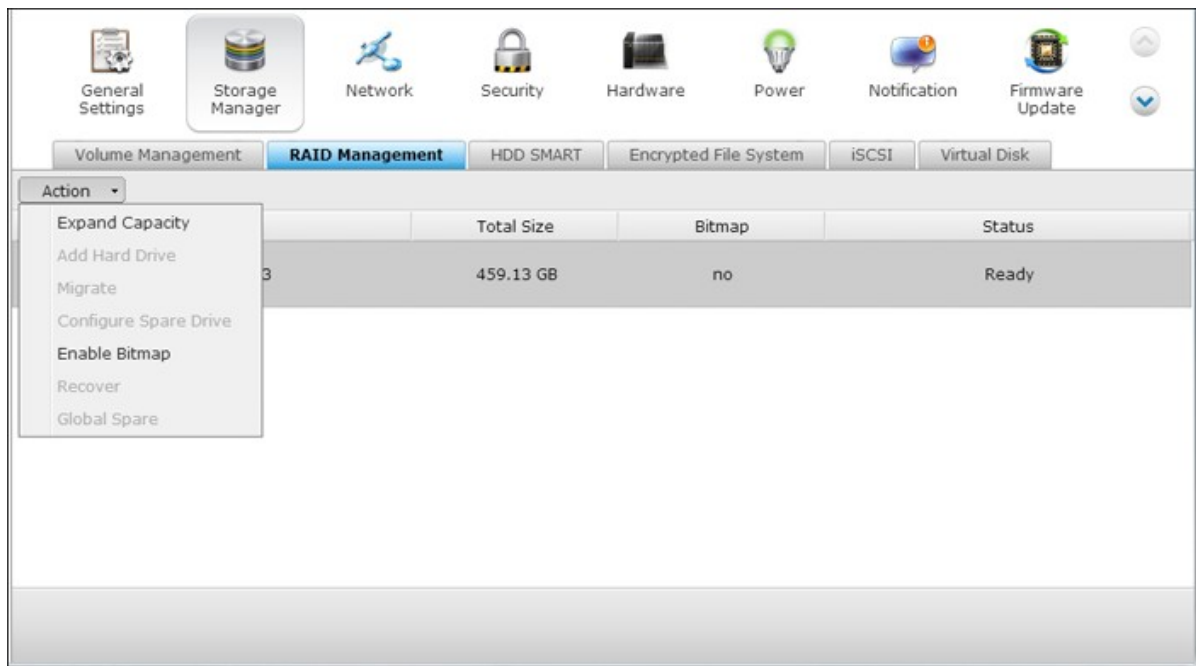 General Settings
Storage Manager
Network
Security
Hardware
Power
Notification
Firmware Update
Volume Management
RAID Management
HDD SMART
Encrypted File System
iSCSI
Virtual Disk
Action
Total Size
Bitmap
Status
Expand Capacity
Add Hard Drive
Migrate
Configure Spare Drive
Enable Bitmap
Recover
Global Spare
3
459.13 GB
no
Ready